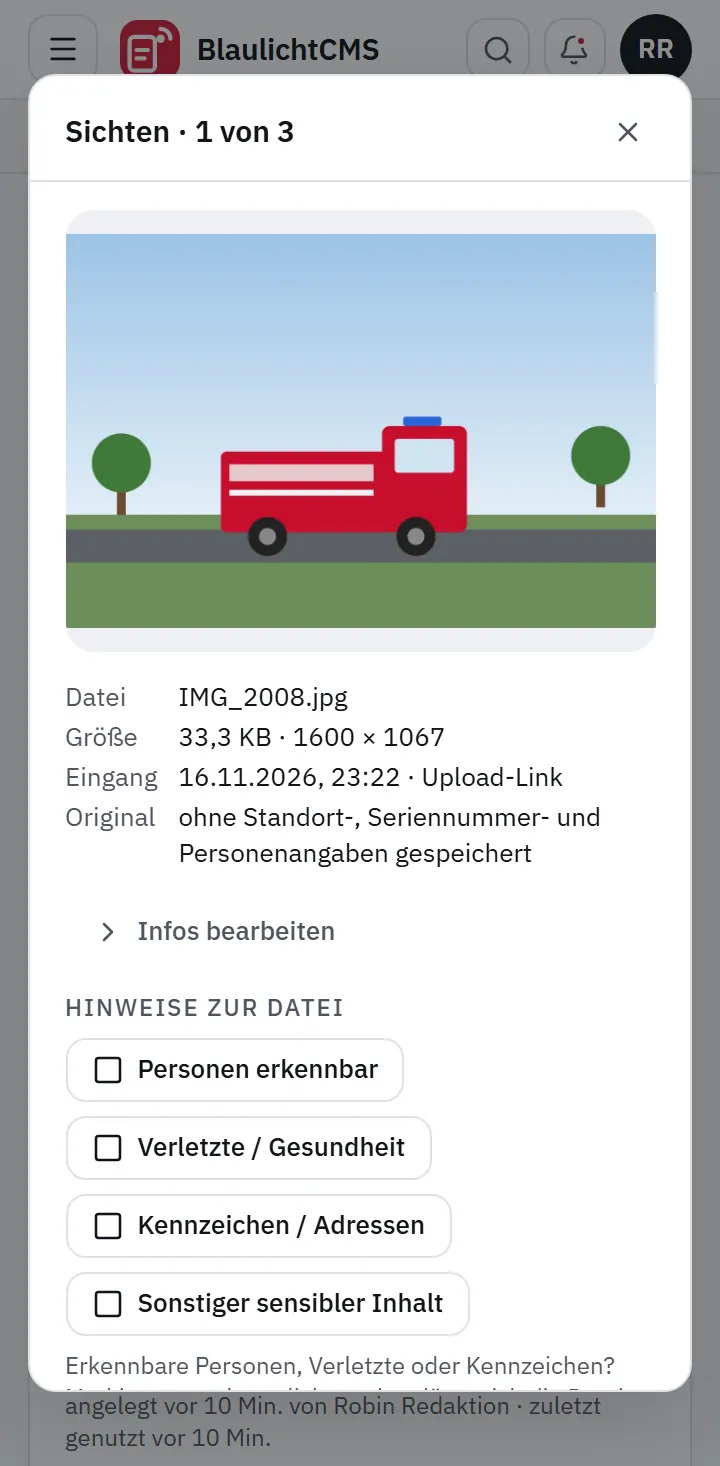 BlaulichtCMS
RR
Sichten · 1 von 3
Datei IMG_2008.jpg
Größe 33,3 KB · 1600 × 1067
Eingang 16.11.2026, 23:22 · Upload-Link
Original ohne Standort-, Seriennummer- und
Personenangaben gespeichert
Infos bearbeiten
HINWEISE ZUR DATEI
Personen erkennbar
Verletzte / Gesundheit
Kennzeichen / Adressen
Sonstiger sensibler Inhalt
Erkennbare Personen, Verletzte oder Kennzeichen?
angelegt vor 10 Min. von Robin Redaktion · zuletzt
genutzt vor 10 Min.